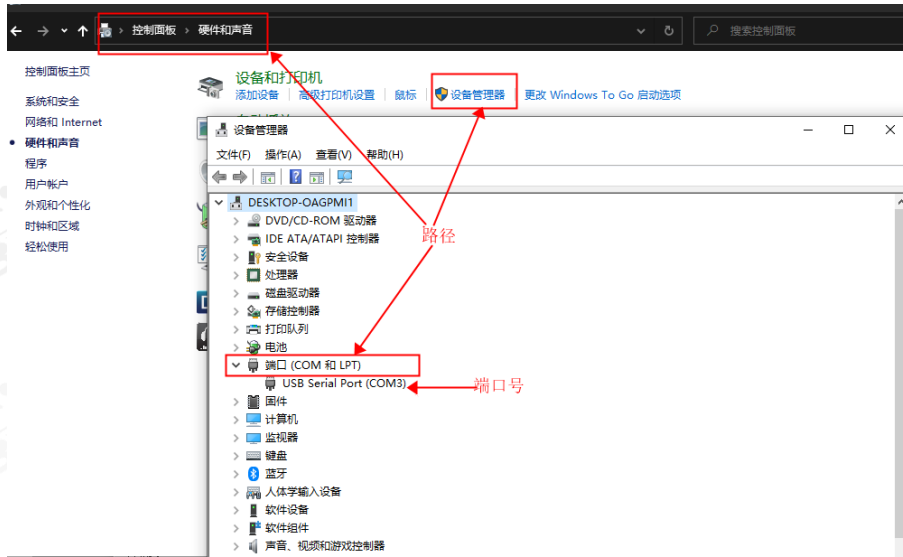 控制面板 › 硬件和声音
搜索控制面板
控制面板主页
系统和安全
网络和 Internet
硬件和声音
程序
用户帐户
外观和个性化
时钟和区域
轻松使用
设备和打印机
添加设备 | 高级打印机设置 | 鼠标 | 设备管理器 | 更改 Windows To Go 启动选项
设备管理器
文件(F) 操作(A) 查看(V) 帮助(H)
DESKTOP-OAGPMI1
DVD/CD-ROM 驱动器
IDE ATA/ATAPI 控制器
路径
安全设备
处理器
磁盘驱动器
存储控制器
打印队列
电池
端口 (COM 和 LPT)
USB Serial Port (COM3)
端口号
固件
计算机
监视器
键盘
蓝牙
人体学输入设备
软件设备
软件组件
声音、视频和游戏控制器